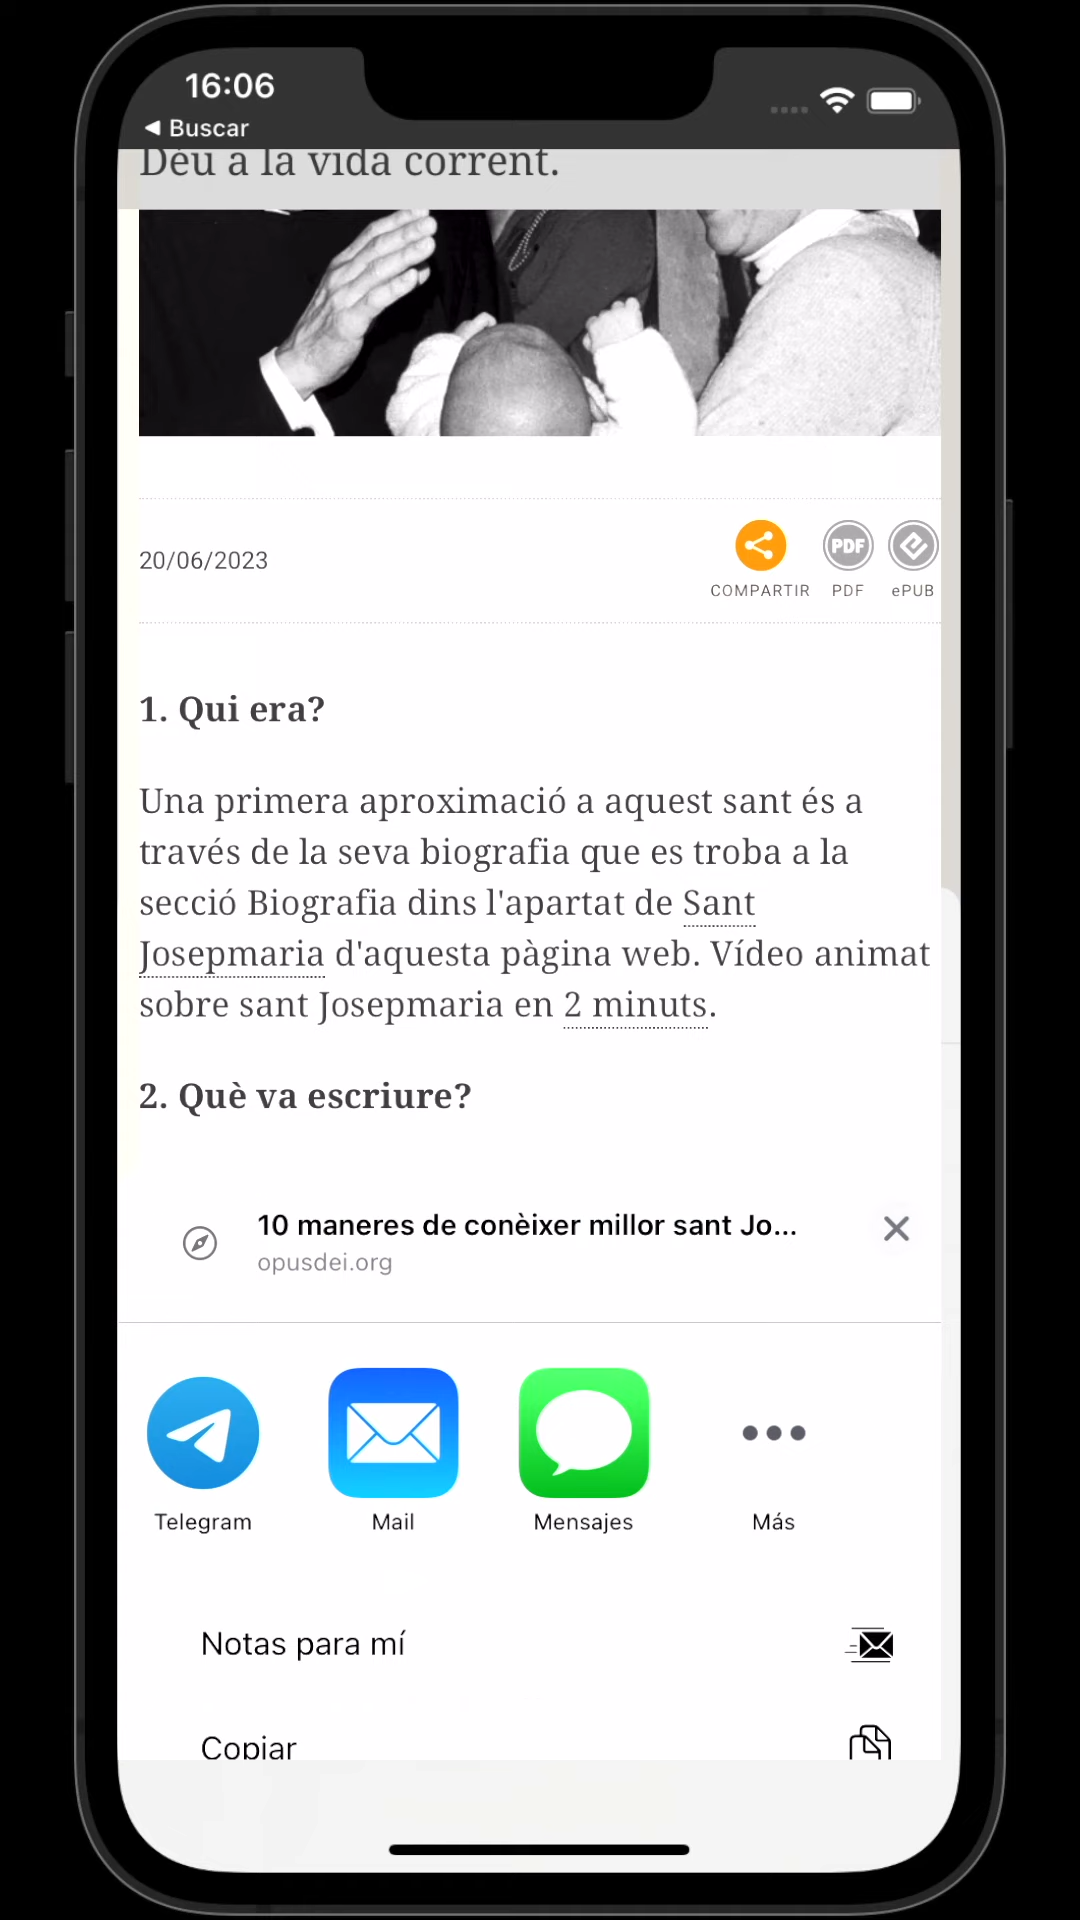 16:06
◀ Buscar
Déu a la vida corrent.
20/06/2023
PDF
COMPARTIR
PDF
ePUB
1. Qui era?
Una primera aproximació a aquest sant és a
través de la seva biografia que es troba a la
secció Biografia dins l'apartat de Sant
Josepmaria d'aquesta pàgina web. Vídeo animat
sobre sant Josepmaria en 2 minuts.
2. Què va escriure?
10 maneres de conèixer millor sant Jo...
opusdei.org
Telegram
Mail
Mensajes
Más
Notas para mí
Copiar